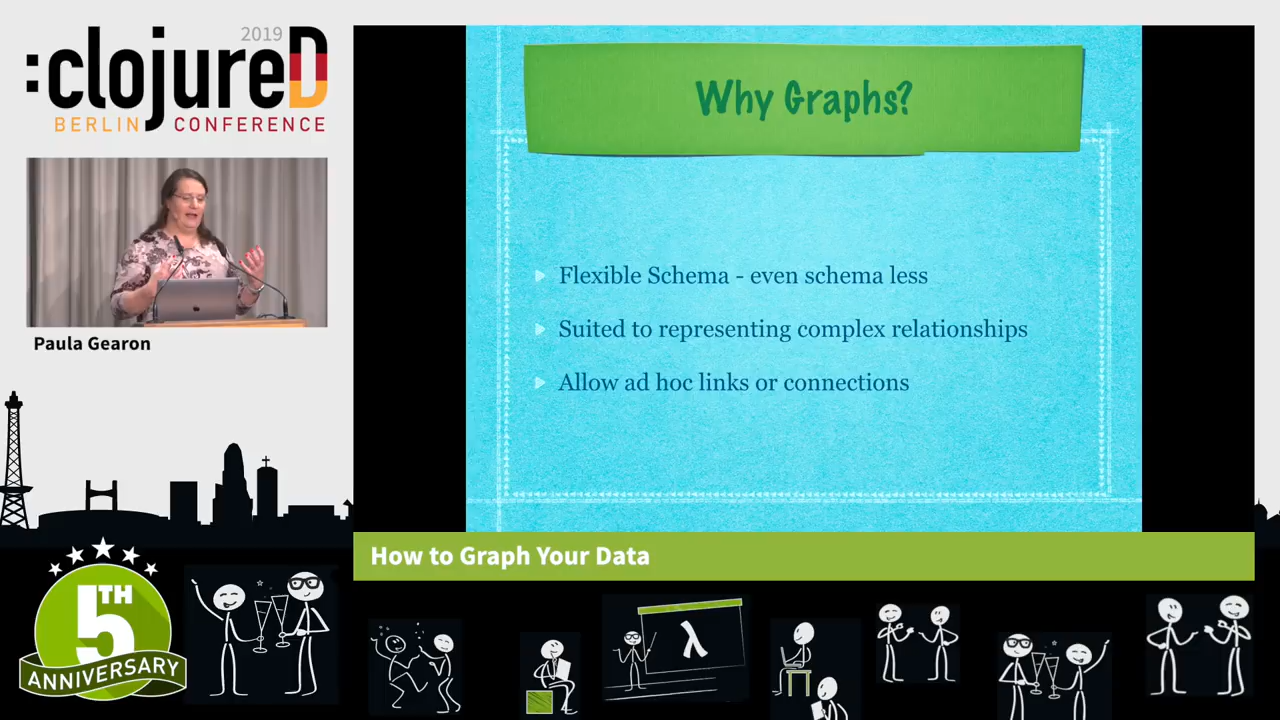 2019
:clojureD
BERLIN CONFERENCE
Paula Gearon
Why Graphs?
Flexible Schema - even schema less
Suited to representing complex relationships
Allow ad hoc links or connections
How to Graph Your Data
5TH
ANNIVERSARY
λ